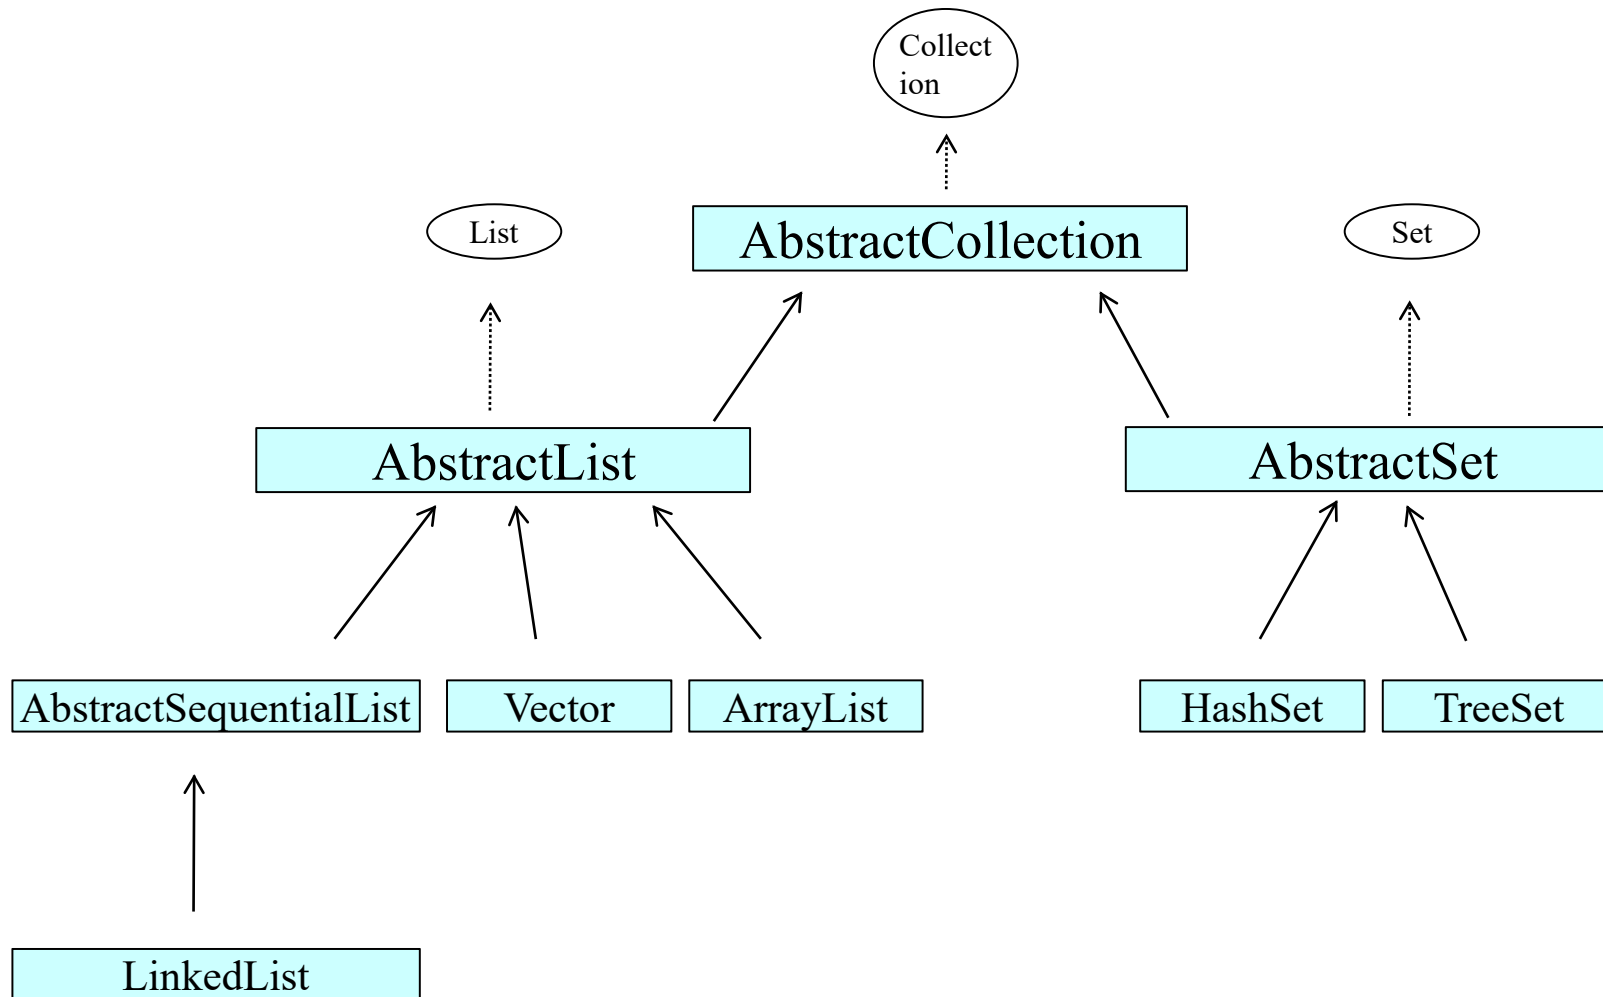 Collect
ion
List
AbstractCollection
Set
AbstractList
AbstractSet
AbstractSequentialList
Vector
ArrayList
HashSet
TreeSet
LinkedList